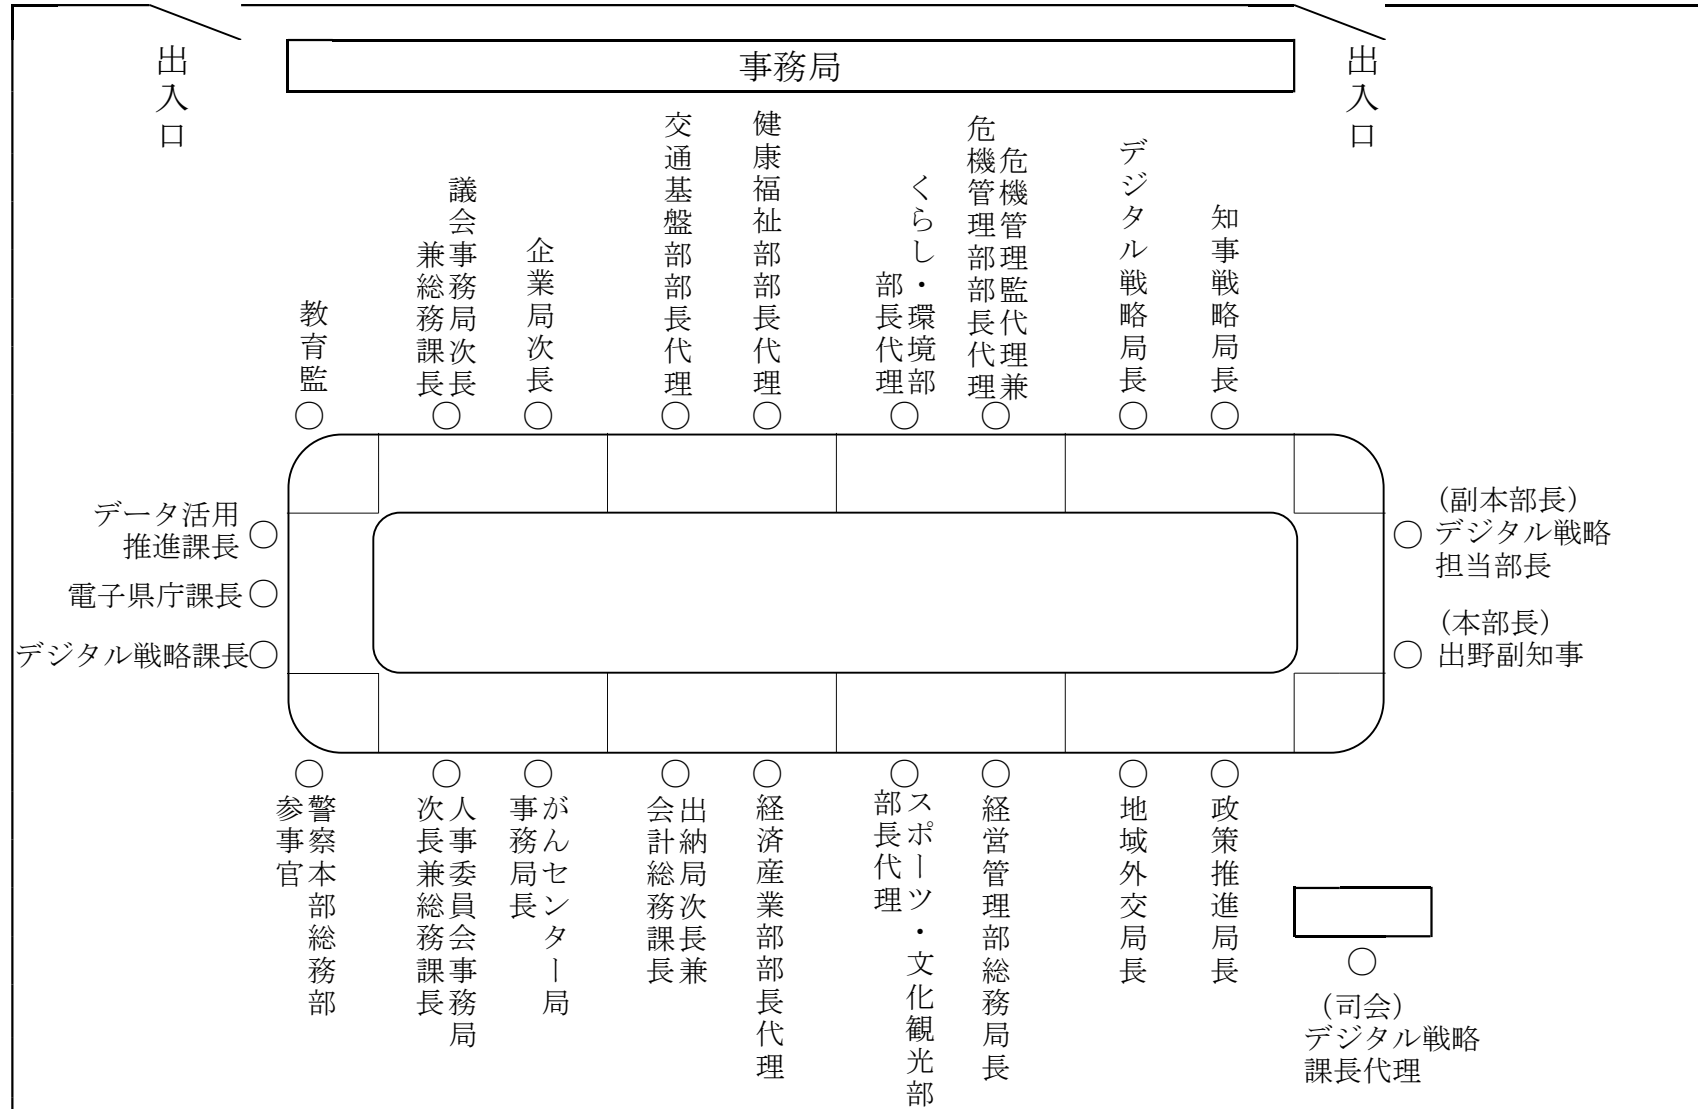 出入口
事務局
出入口
知事戦略局長
デジタル戦略局長
危機管理監代理兼
危機管理部部長代理
くらし・環境部
部長代理
健康福祉部部長代理
交通基盤部部長代理
企業局次長
議会事務局次長
兼総務課長
教育監
データ活用
推進課長
電子県庁課長
デジタル戦略課長
（副本部長）
デジタル戦略
担当部長
（本部長）
出野副知事
政策推進局長
地域外交局長
経営管理部総務局長
スポーツ・文化観光部
部長代理
経済産業部部長代理
出納局次長兼
会計総務課長
がんセンター局
事務局長
人事委員会事務局
次長兼総務課長
警察本部総務部
参事官
（司会）
デジタル戦略
課長代理